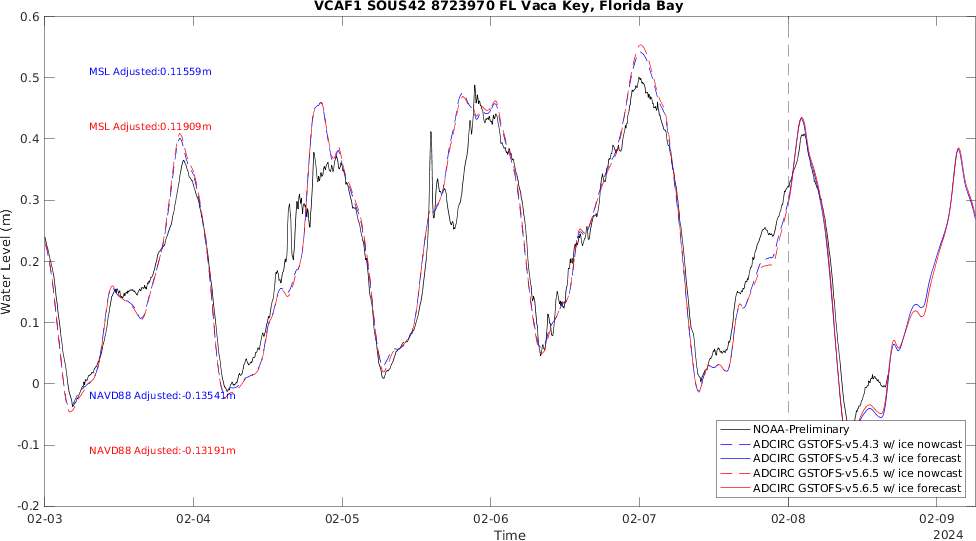 VCAF1 SOUS42 8723970 FL Vaca Key, Florida Bay
0.6
0.5
0.4
0.3
0.2
0.1
0
-0.1
-0.2
Water Level (m)
MSL Adjusted:0.11559m
MSL Adjusted:0.11909m
NAVD88 Adjusted:-0.13541m
NAVD88 Adjusted:-0.13191m
NOAA-Preliminary
ADCIRC GSTOFS-v5.4.3 w/ ice nowcast
ADCIRC GSTOFS-v5.4.3 w/ ice forecast
ADCIRC GSTOFS-v5.6.5 w/ ice nowcast
ADCIRC GSTOFS-v5.6.5 w/ ice forecast
02-03 02-04 02-05 02-06 02-07 02-08 02-09
Time 2024